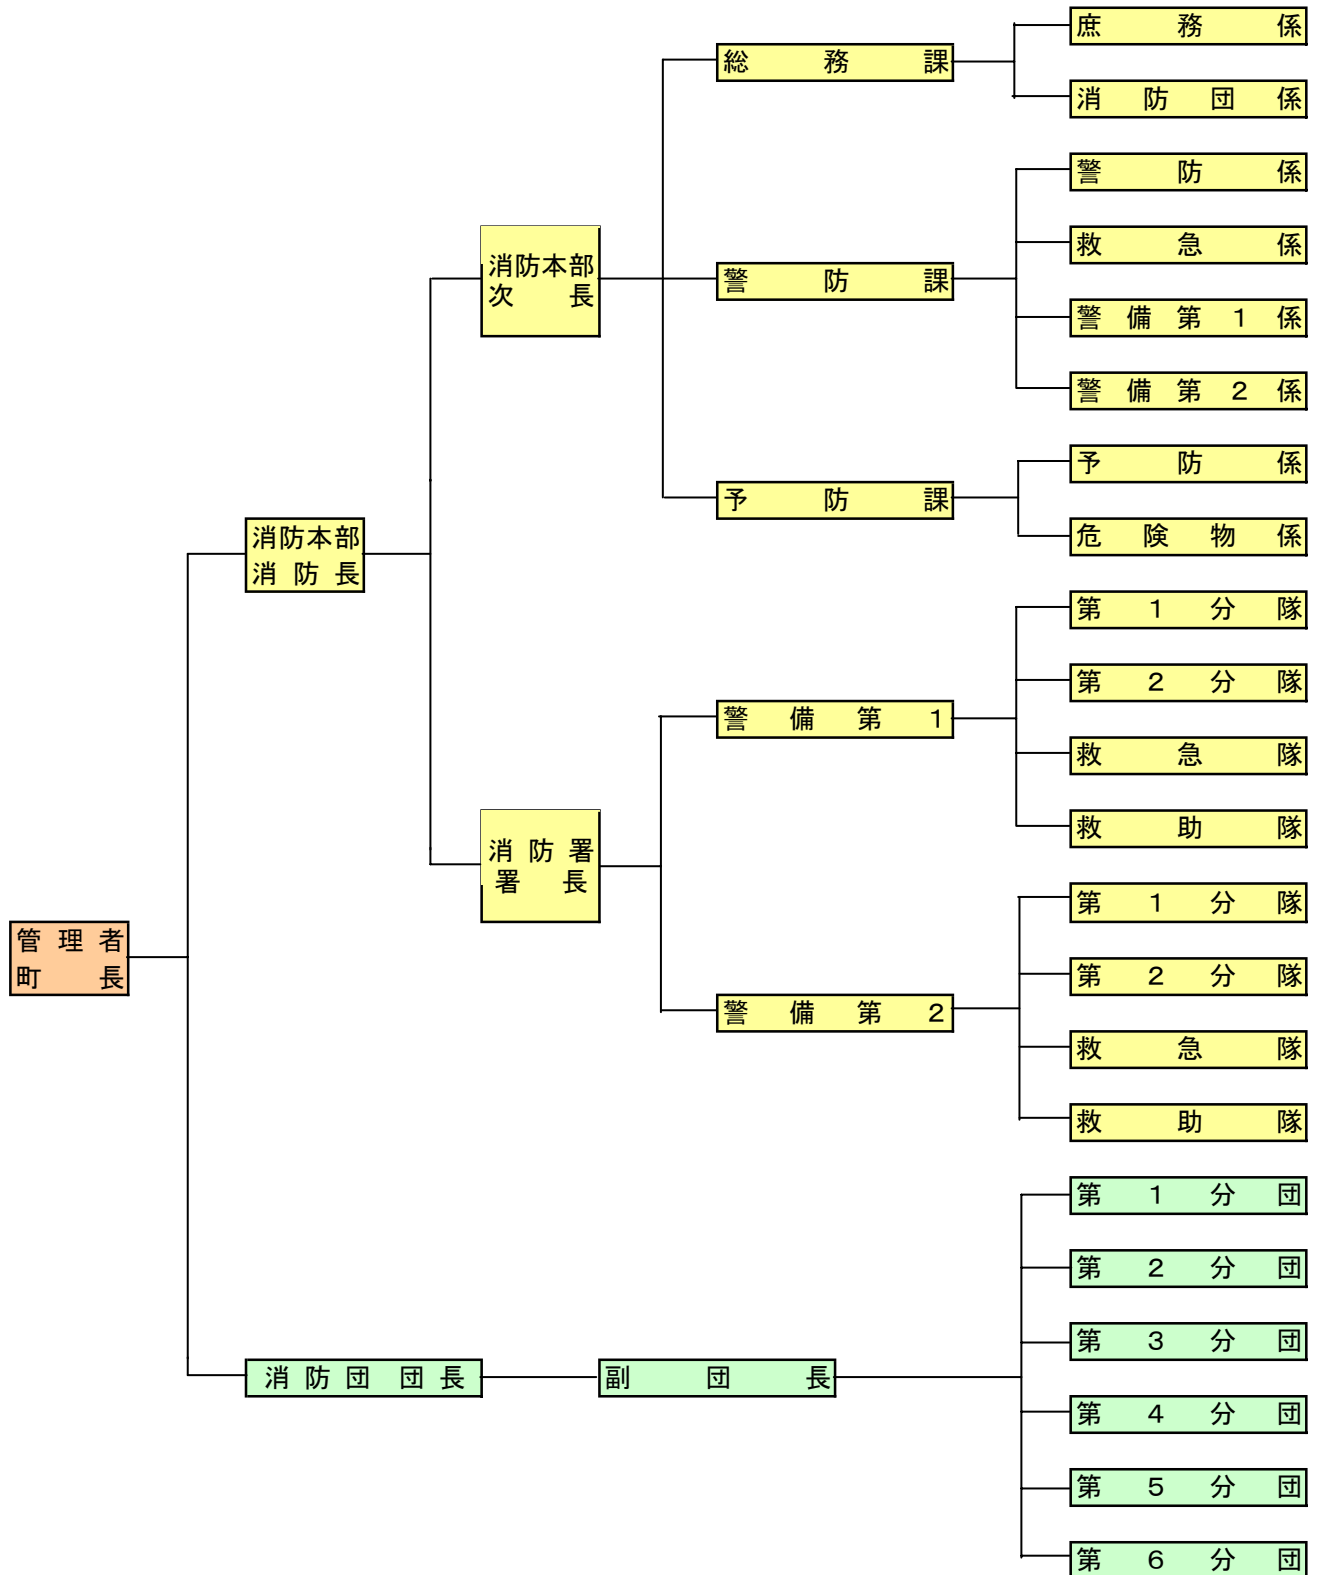 庶務係
総務課
消防団係
警防係
消防本部
次長
救急係
警防課
警備第1係
警備第2係
予防係
予防課
危険物係
消防本部
消防長
第1分隊
第2分隊
警備第1
救急隊
救助隊
消防署
署長
第1分隊
管理者
町長
第2分隊
警備第2
救急隊
救助隊
第1分団
第2分団
第3分団
消防団団長
副団長
第4分団
第5分団
第6分団